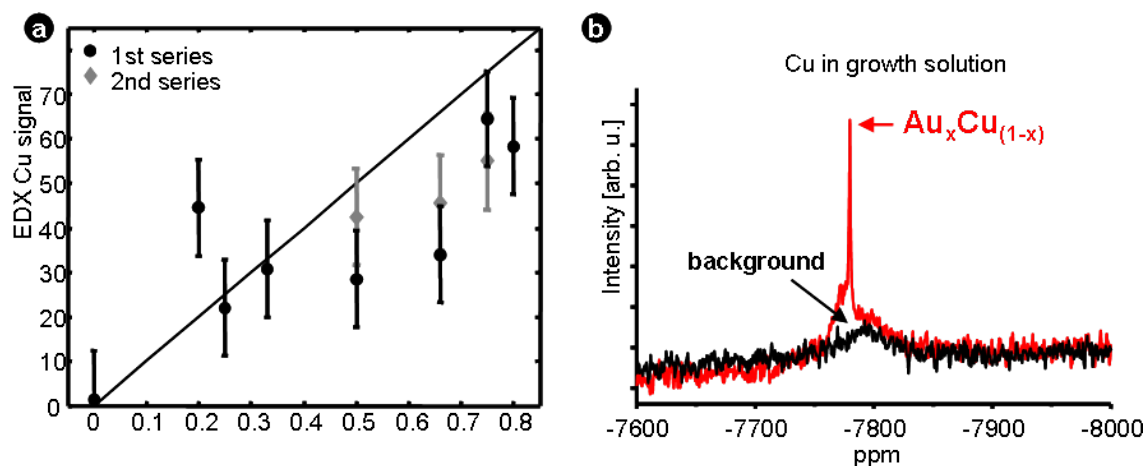 a
1st series
2nd series
EDX Cu signal
70
60
50
40
30
20
10
0
0 0.1 0.2 0.3 0.4 0.5 0.6 0.7 0.8
b
Cu in growth solution
AuxCu(1-x)
background
Intensity [arb. u.]
-7600 -7700 -7800 -7900 -8000
ppm